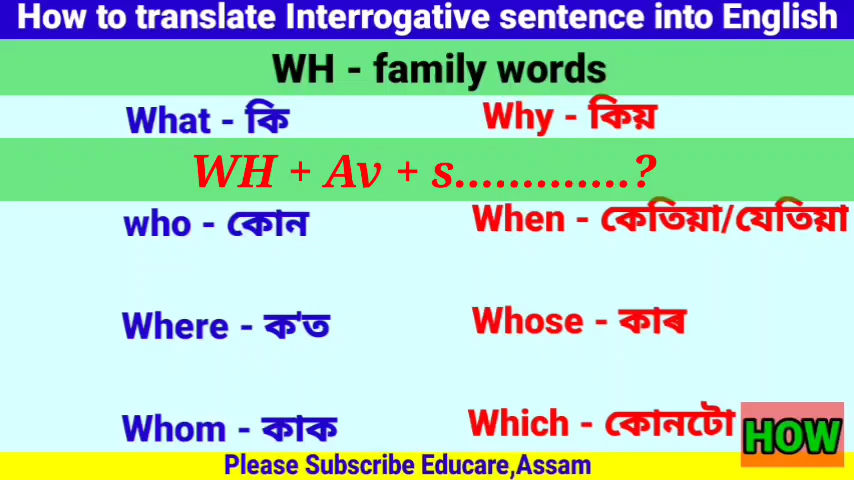 How to translate Interrogative sentence into English
WH - family words
What - কি
Why - কিয়
WH + Av + s.............?
who - কোন
When - কেতিয়া/যেতিয়া
Where - ক'ত
Whose - কাৰ
Whom - কাক
Which - কোনটো
HOW
Please Subscribe Educare,Assam